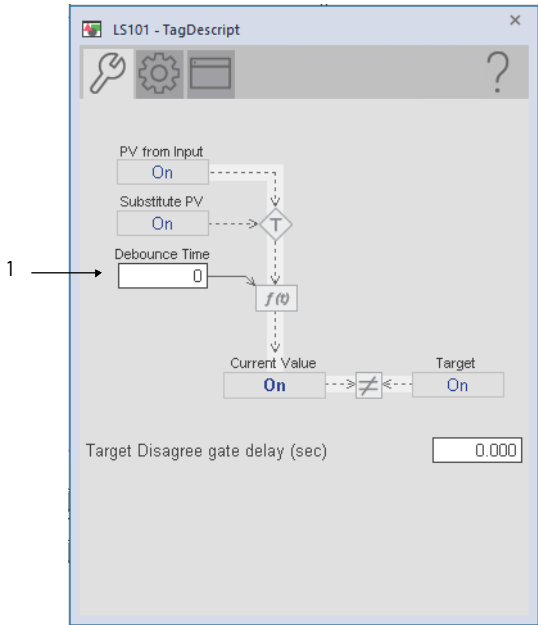 LS101 - TagDescript
?
PV from Input
On
Substitute PV
On
T
Debounce Time
1
0
f(t)
Current Value
Target
On
≠
On
Target Disagree gate delay (sec)
0.000